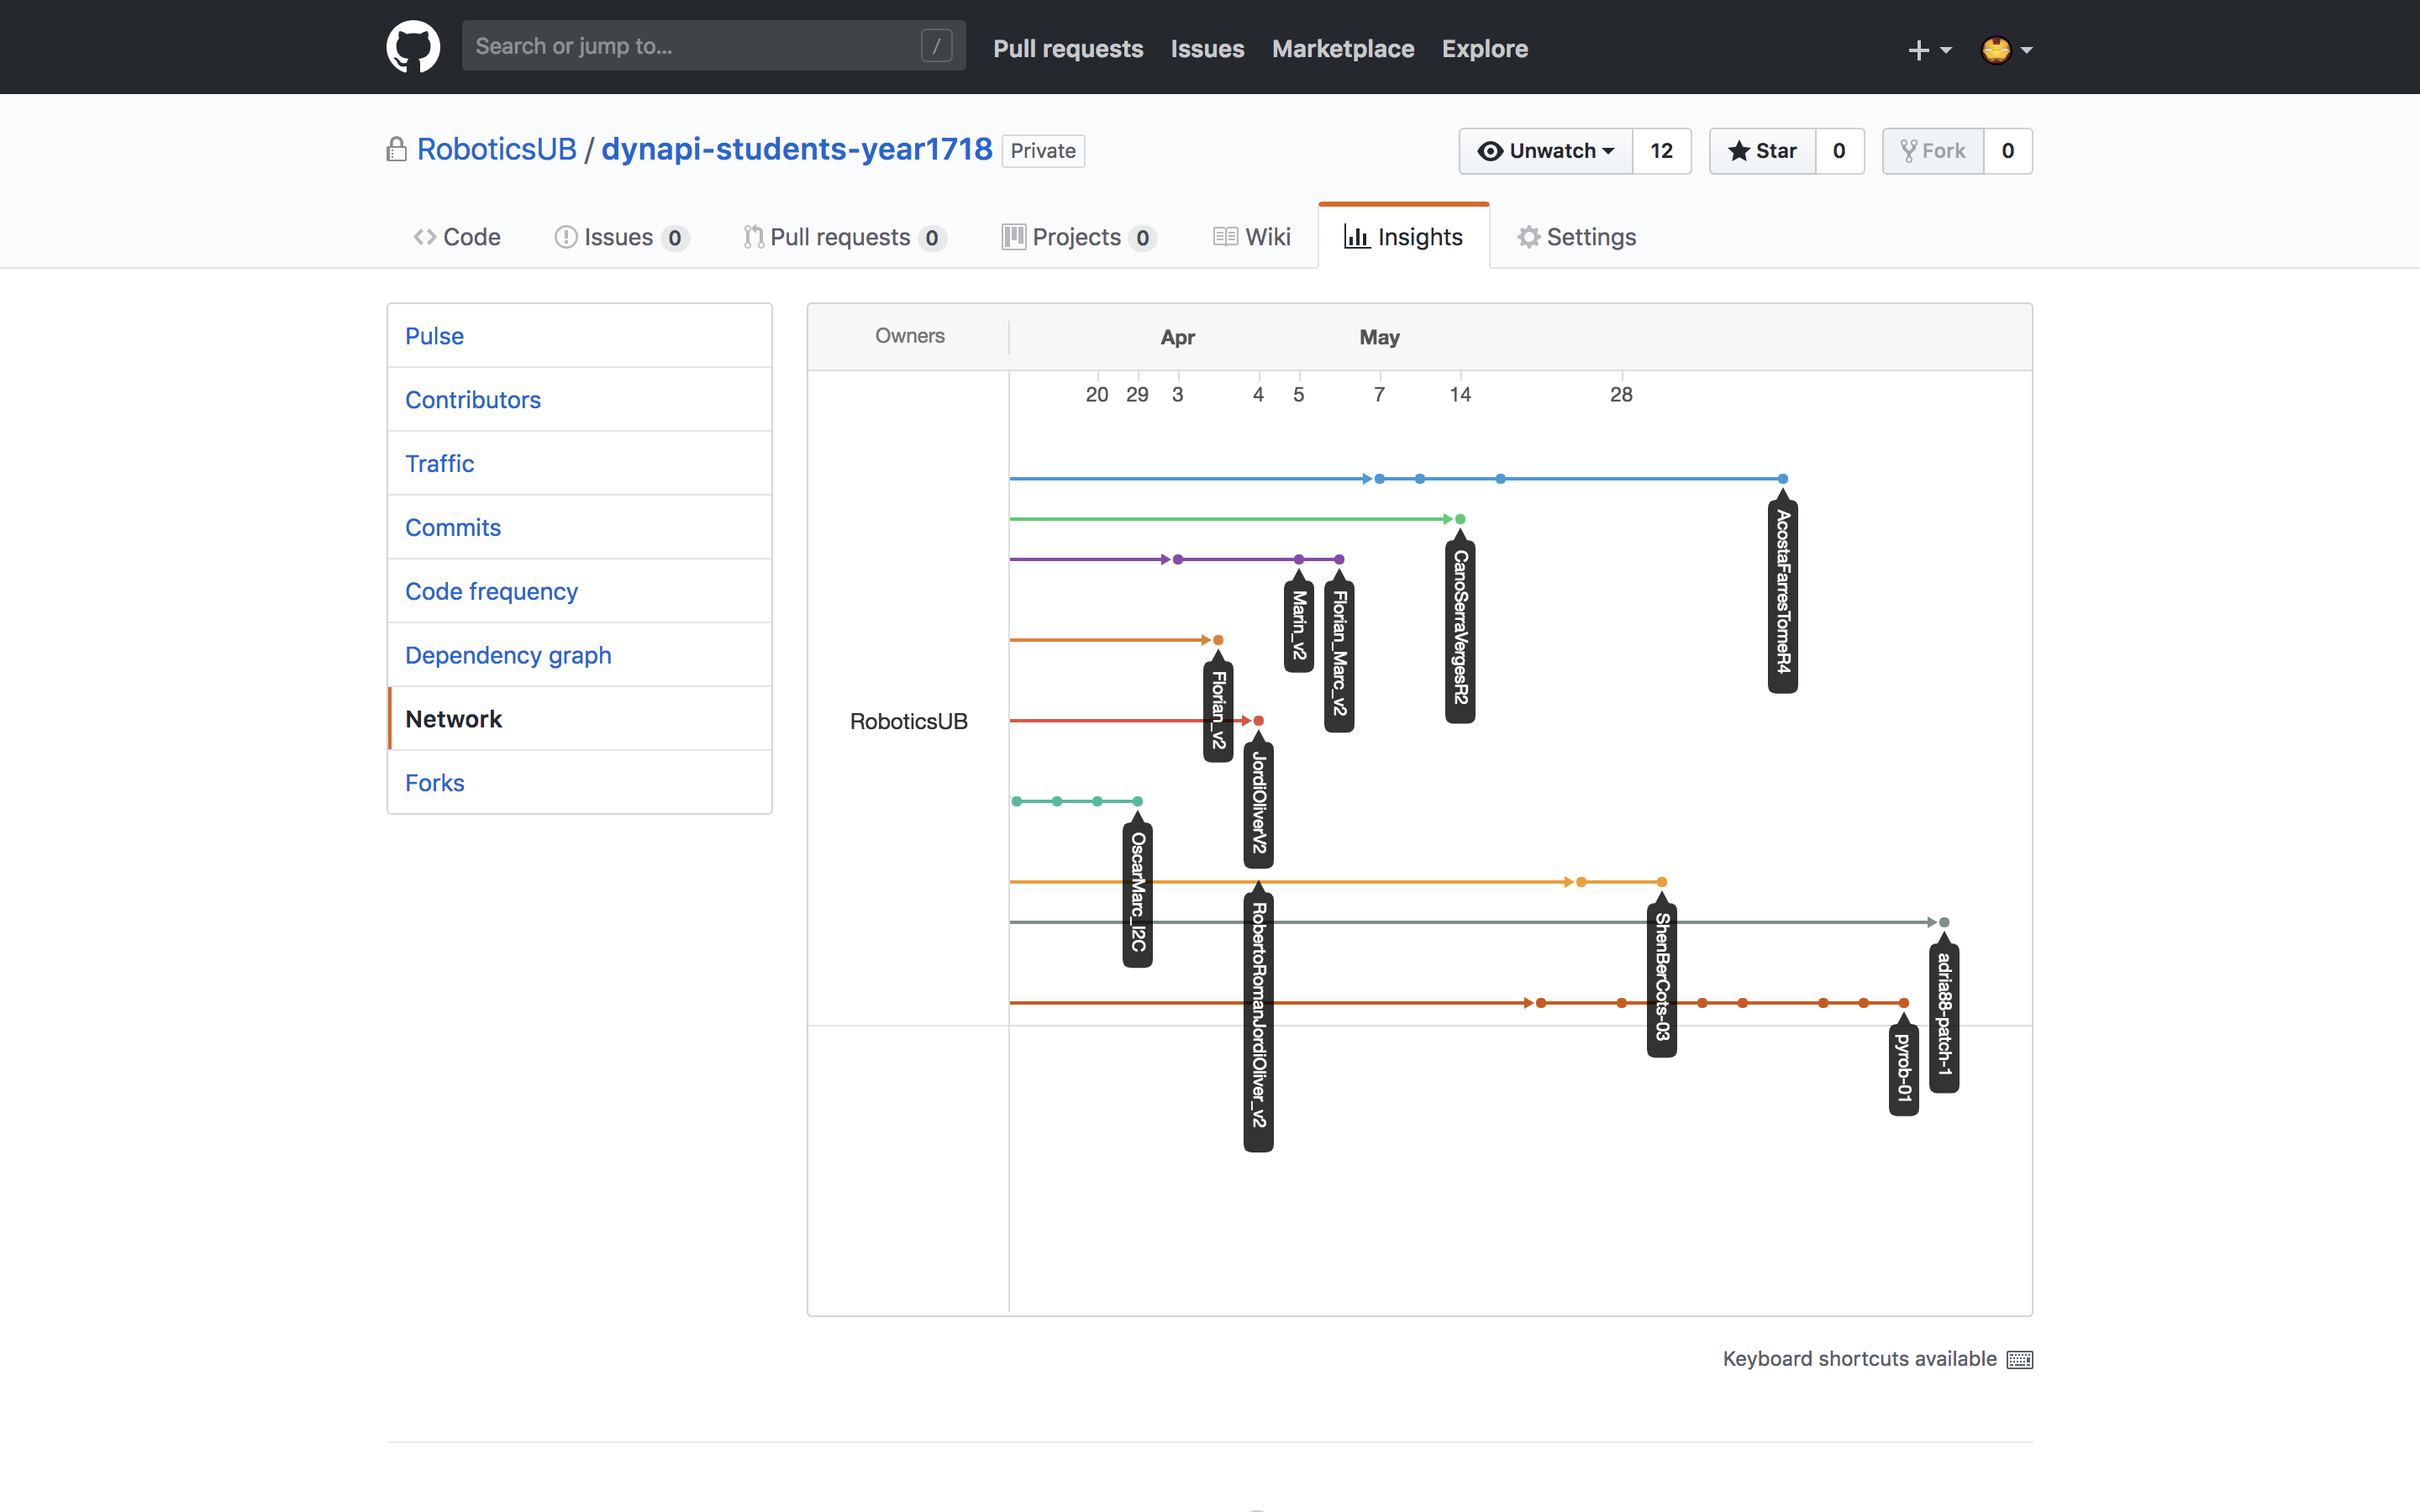 Search or jump to... /
Pull requests Issues Marketplace Explore
RoboticsUB / dynapi-students-year1718 Private
Unwatch 12 Star 0 Fork 0
Code Issues 0 Pull requests 0 Projects 0 Wiki Insights Settings
Pulse
Contributors
Traffic
Commits
Code frequency
Dependency graph
Network
Forks
Owners Apr May
20 29 3 4 5 7 14 28
RoboticsUB
AcostaFarresTorneR4
CanoSerraVergesR2
Marin_v2
Florian_Marc_v2
Florian_v2
JordiOliverV2
OscarMarc_I2C
RobertoRomanJordiOliver_v2
ShenBerCots-03
adria88-patch-1
pyrob-01
Keyboard shortcuts available